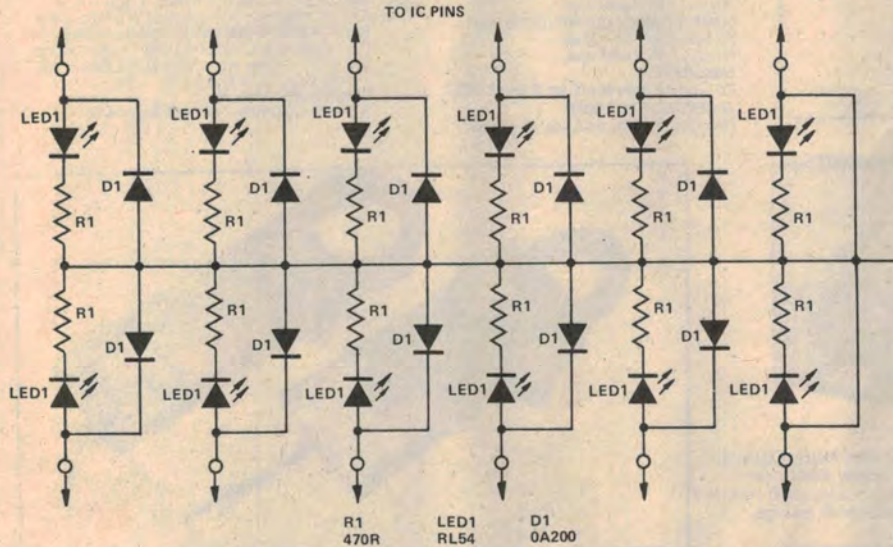 TO IC PINS
LED1 LED1 LED1 LED1 LED1 LED1
D1 D1 D1 D1 D1
R1 R1 R1 R1 R1 R1
R1 R1 R1 R1 R1 R1
D1 D1 D1 D1 D1
LED1 LED1 LED1 LED1 LED1 LED1
R1 LED1 D1
470R RL54 0A200